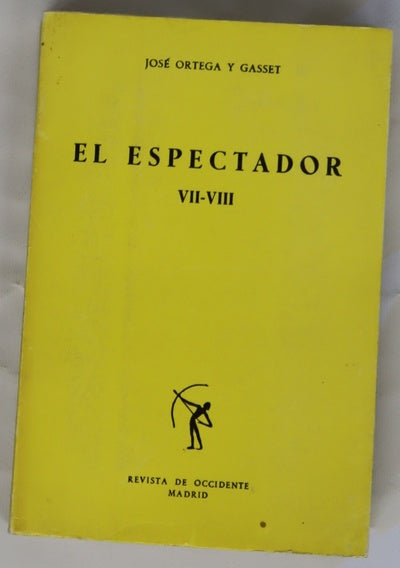 JOSÉ ORTEGA Y GASSET
EL ESPECTADOR
VII-VIII
REVISTA DE OCCIDENTE
MADRID